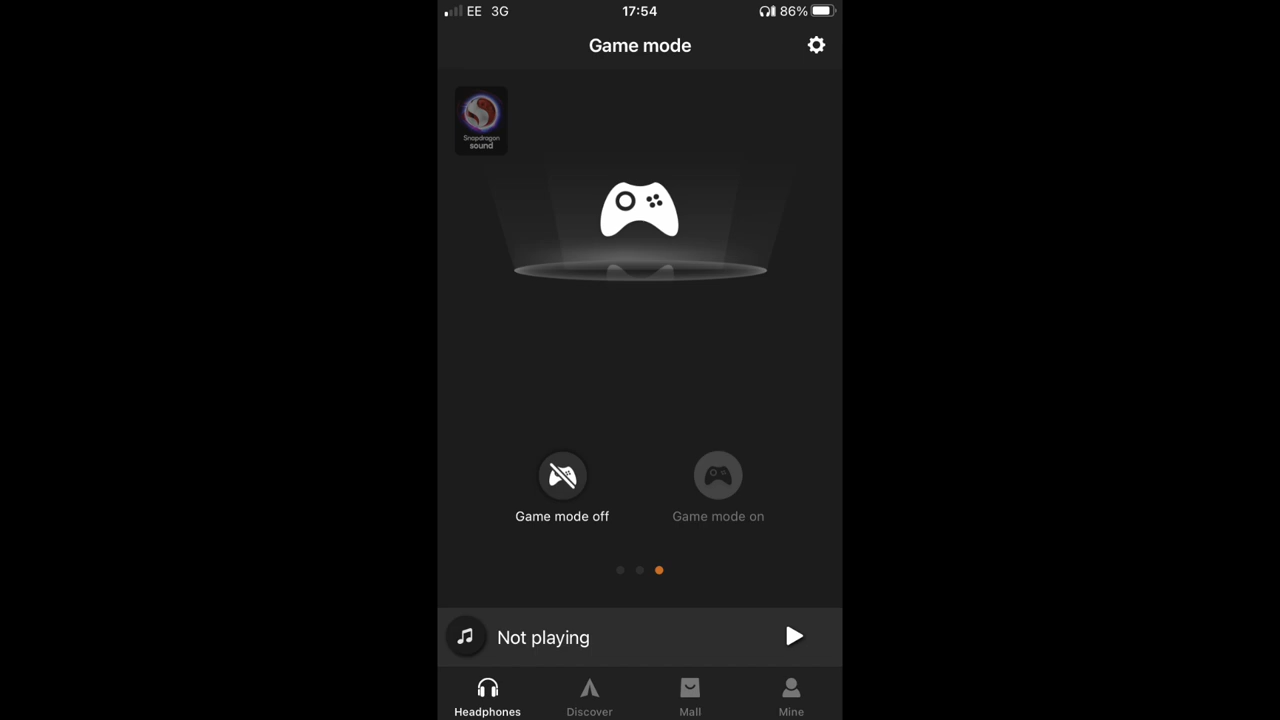 EE 3G 17:54 86%
Game mode
Snapdragon
sound
Game mode off Game mode on
Not playing
Headphones Discover Mall Mine